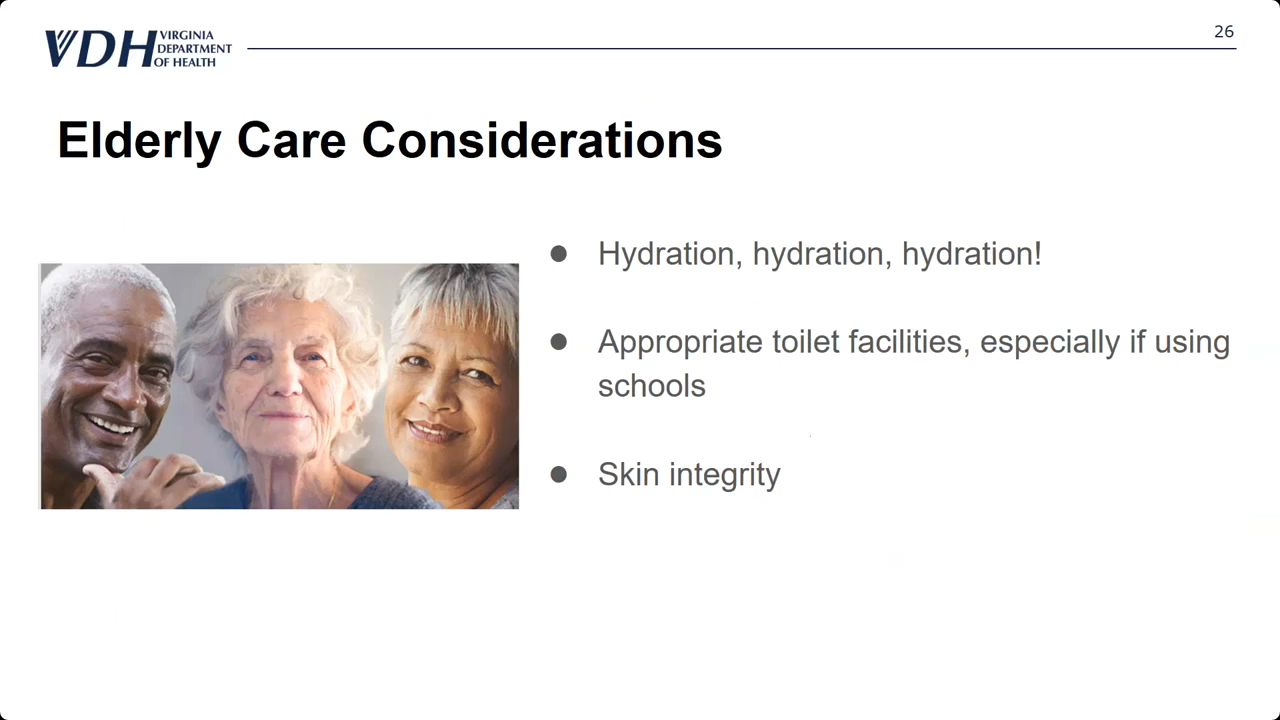 VDH VIRGINIA
DEPARTMENT
OF HEALTH
26
Elderly Care Considerations
● Hydration, hydration, hydration!
● Appropriate toilet facilities, especially if using
schools
● Skin integrity